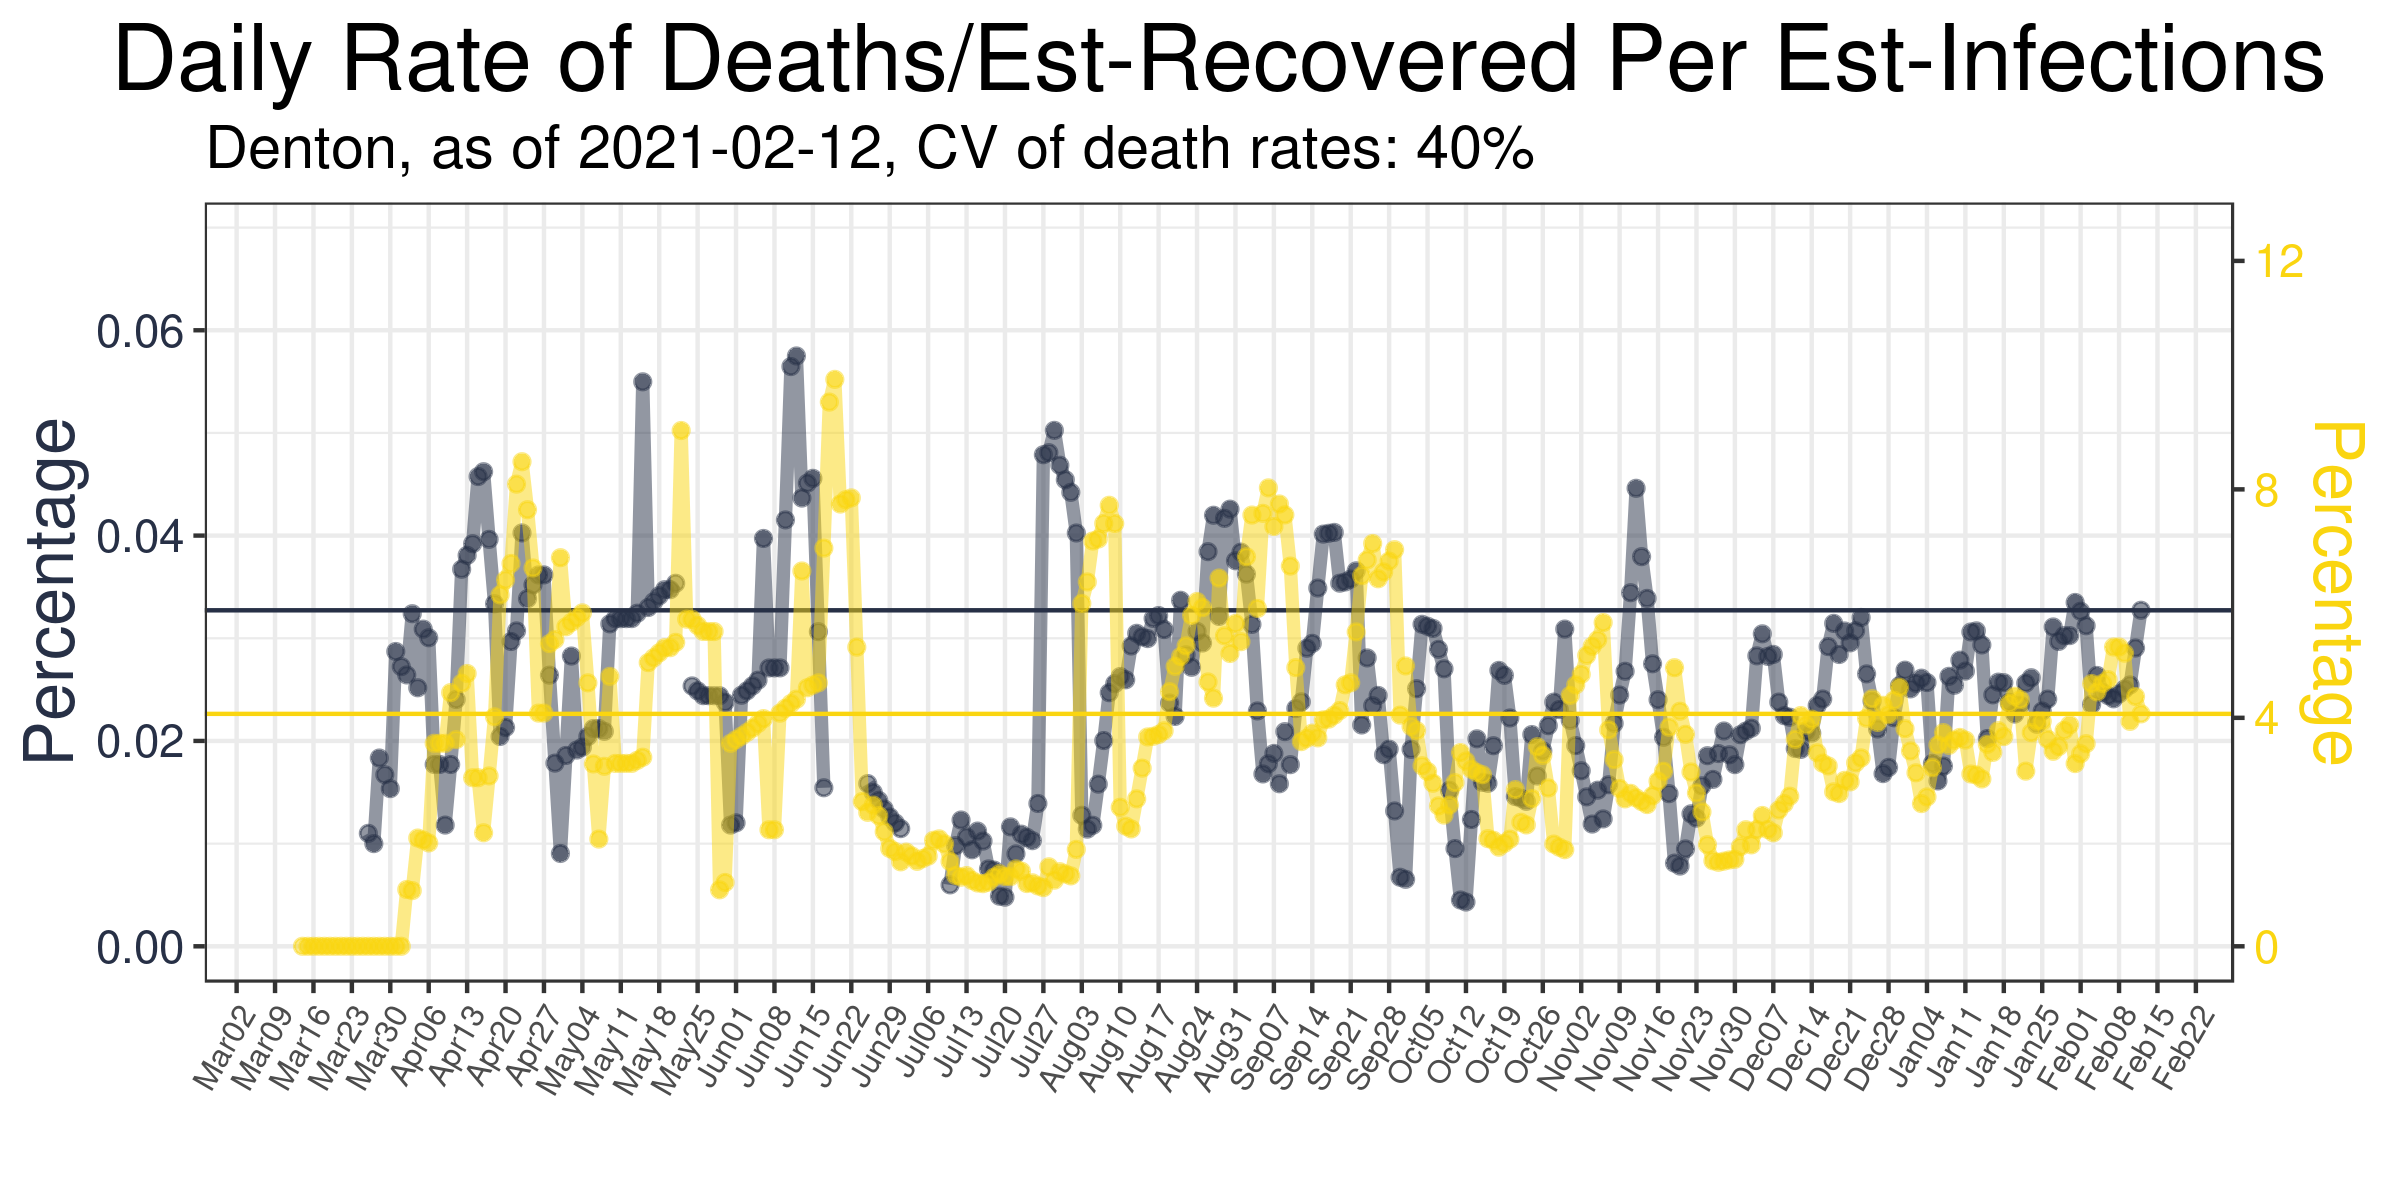 Daily Rate of Deaths/Est-Recovered Per Est-Infections
Denton, as of 2021-02-12, CV of death rates: 40%
Percentage
0.06
0.04
0.02
0.00
12
8
4
0
Percentage
Mar02
Mar09
Mar16
Mar23
Mar30
Apr06
Apr13
Apr20
Apr27
May04
May11
May18
May25
Jun01
Jun08
Jun15
Jun22
Jun29
Jul06
Jul13
Jul20
Jul27
Aug03
Aug10
Aug17
Aug24
Aug31
Sep07
Sep14
Sep21
Sep28
Oct05
Oct12
Oct19
Oct26
Nov02
Nov09
Nov16
Nov23
Nov30
Dec07
Dec14
Dec21
Dec28
Jan04
Jan11
Jan18
Jan25
Feb01
Feb08
Feb15
Feb22